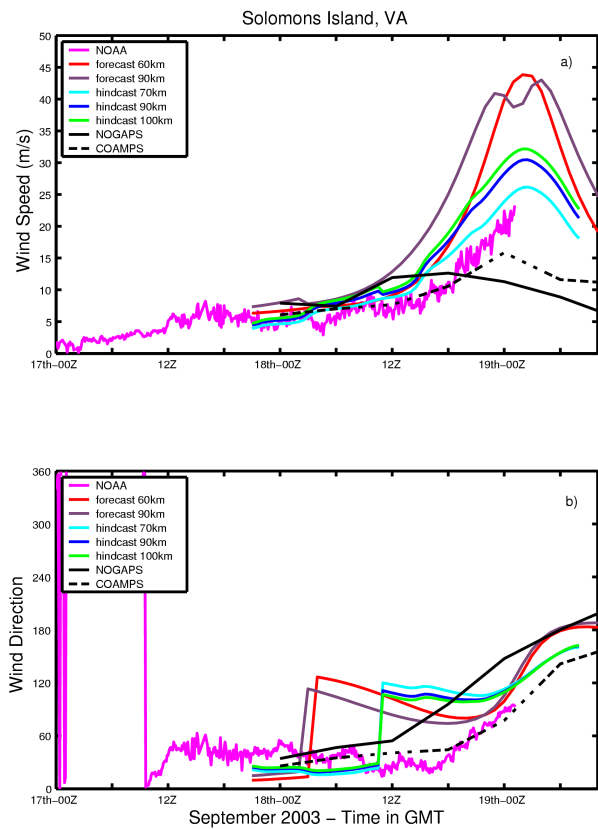 Solomons Island, VA
a)
NOAA
forecast 60km
forecast 90km
hindcast 70km
hindcast 90km
hindcast 100km
NOGAPS
COAMPS
Wind Speed (m/s)
50
45
40
35
30
25
20
15
10
5
0
17th–00Z 12Z 18th–00Z 12Z 19th–00Z
b)
NOAA
forecast 60km
forecast 90km
hindcast 70km
hindcast 90km
hindcast 100km
NOGAPS
COAMPS
Wind Direction
360
300
240
180
120
60
0
17th–00Z 12Z 18th–00Z 12Z 19th–00Z
September 2003 – Time in GMT